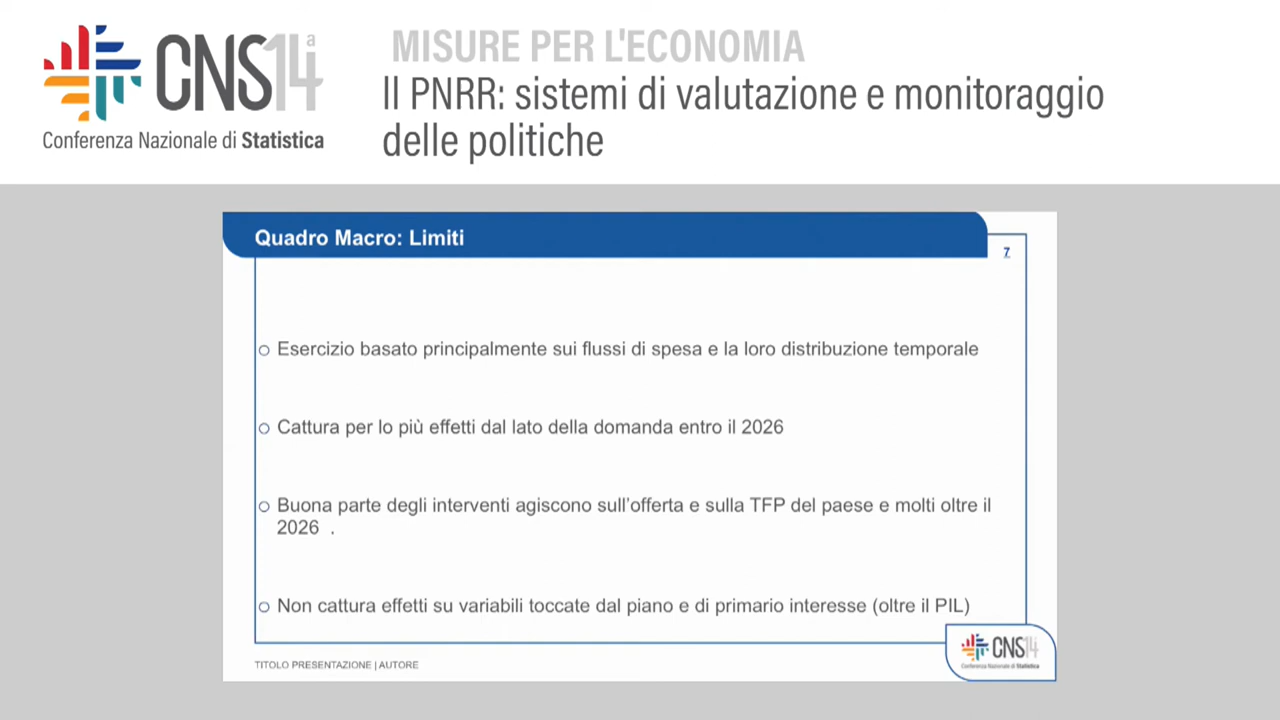 CNS14ª
Conferenza Nazionale di Statistica
MISURE PER L'ECONOMIA
Il PNRR: sistemi di valutazione e monitoraggio
delle politiche
Quadro Macro: Limiti
7
Esercizio basato principalmente sui flussi di spesa e la loro distribuzione temporale
Cattura per lo più effetti dal lato della domanda entro il 2026
Buona parte degli interventi agiscono sull'offerta e sulla TFP del paese e molti oltre il
2026 .
Non cattura effetti su variabili toccate dal piano e di primario interesse (oltre il PIL)
TITOLO PRESENTAZIONE | AUTORE
CNS14
Conferenza Nazionale di Statistica